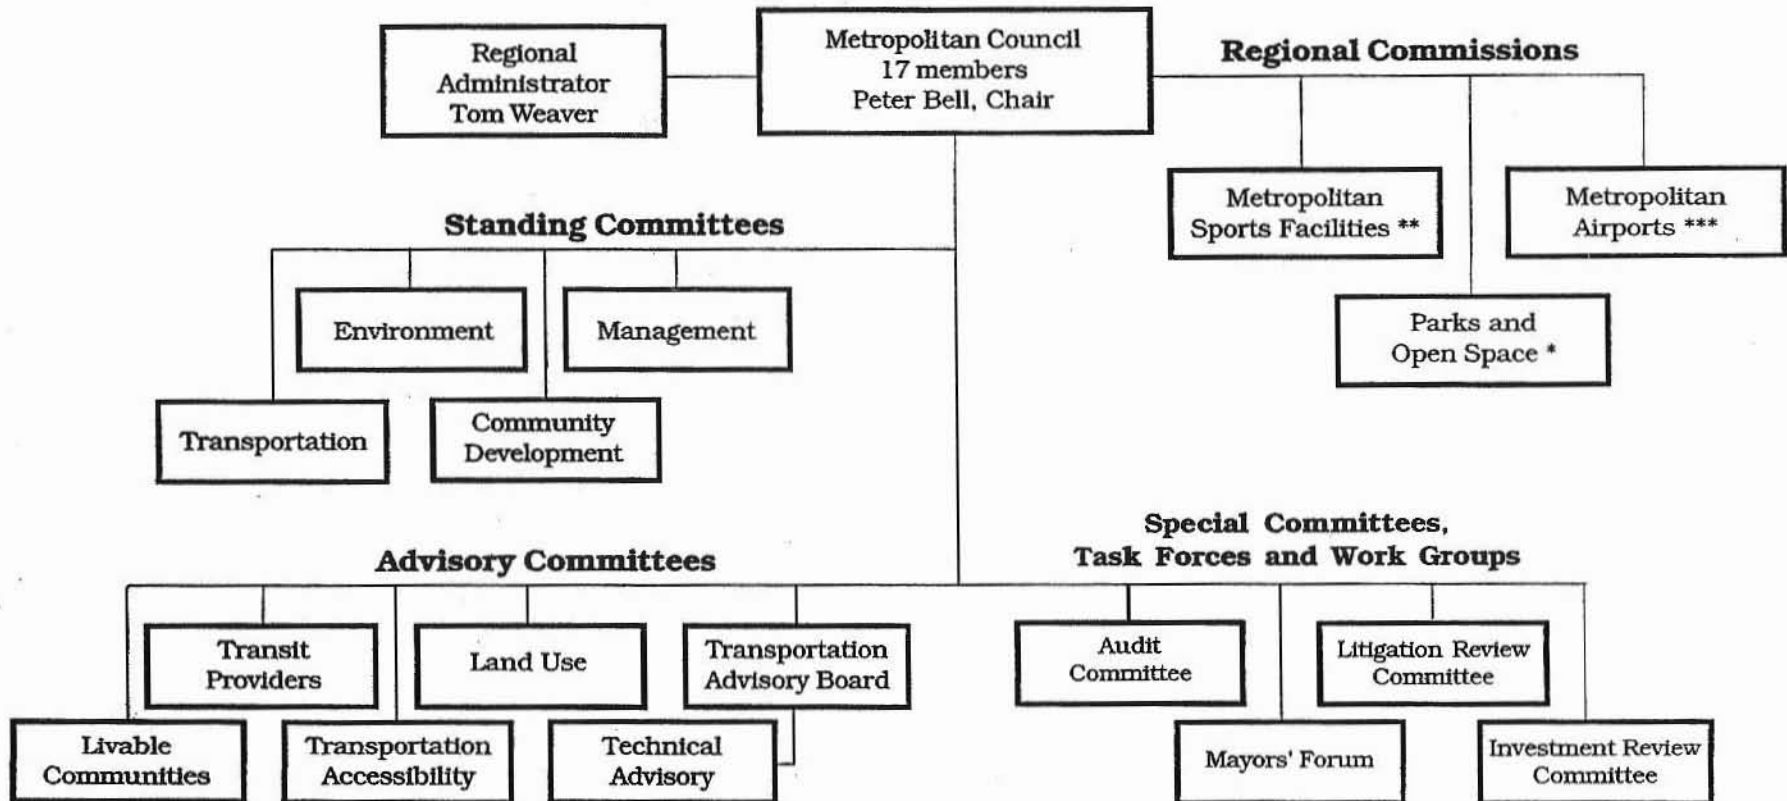 Regional
Administrator
Tom Weaver
Metropolitan Council
17 members
Peter Bell, Chair
Regional Commissions
Metropolitan
Sports Facilities **
Metropolitan
Airports ***
Parks and
Open Space *
Standing Committees
Environment
Management
Transportation
Community
Development
Advisory Committees
Transit
Providers
Land Use
Transportation
Advisory Board
Livable
Communities
Transportation
Accessibility
Technical
Advisory
Special Committees,
Task Forces and Work Groups
Audit
Committee
Litigation Review
Committee
Mayors' Forum
Investment Review
Committee